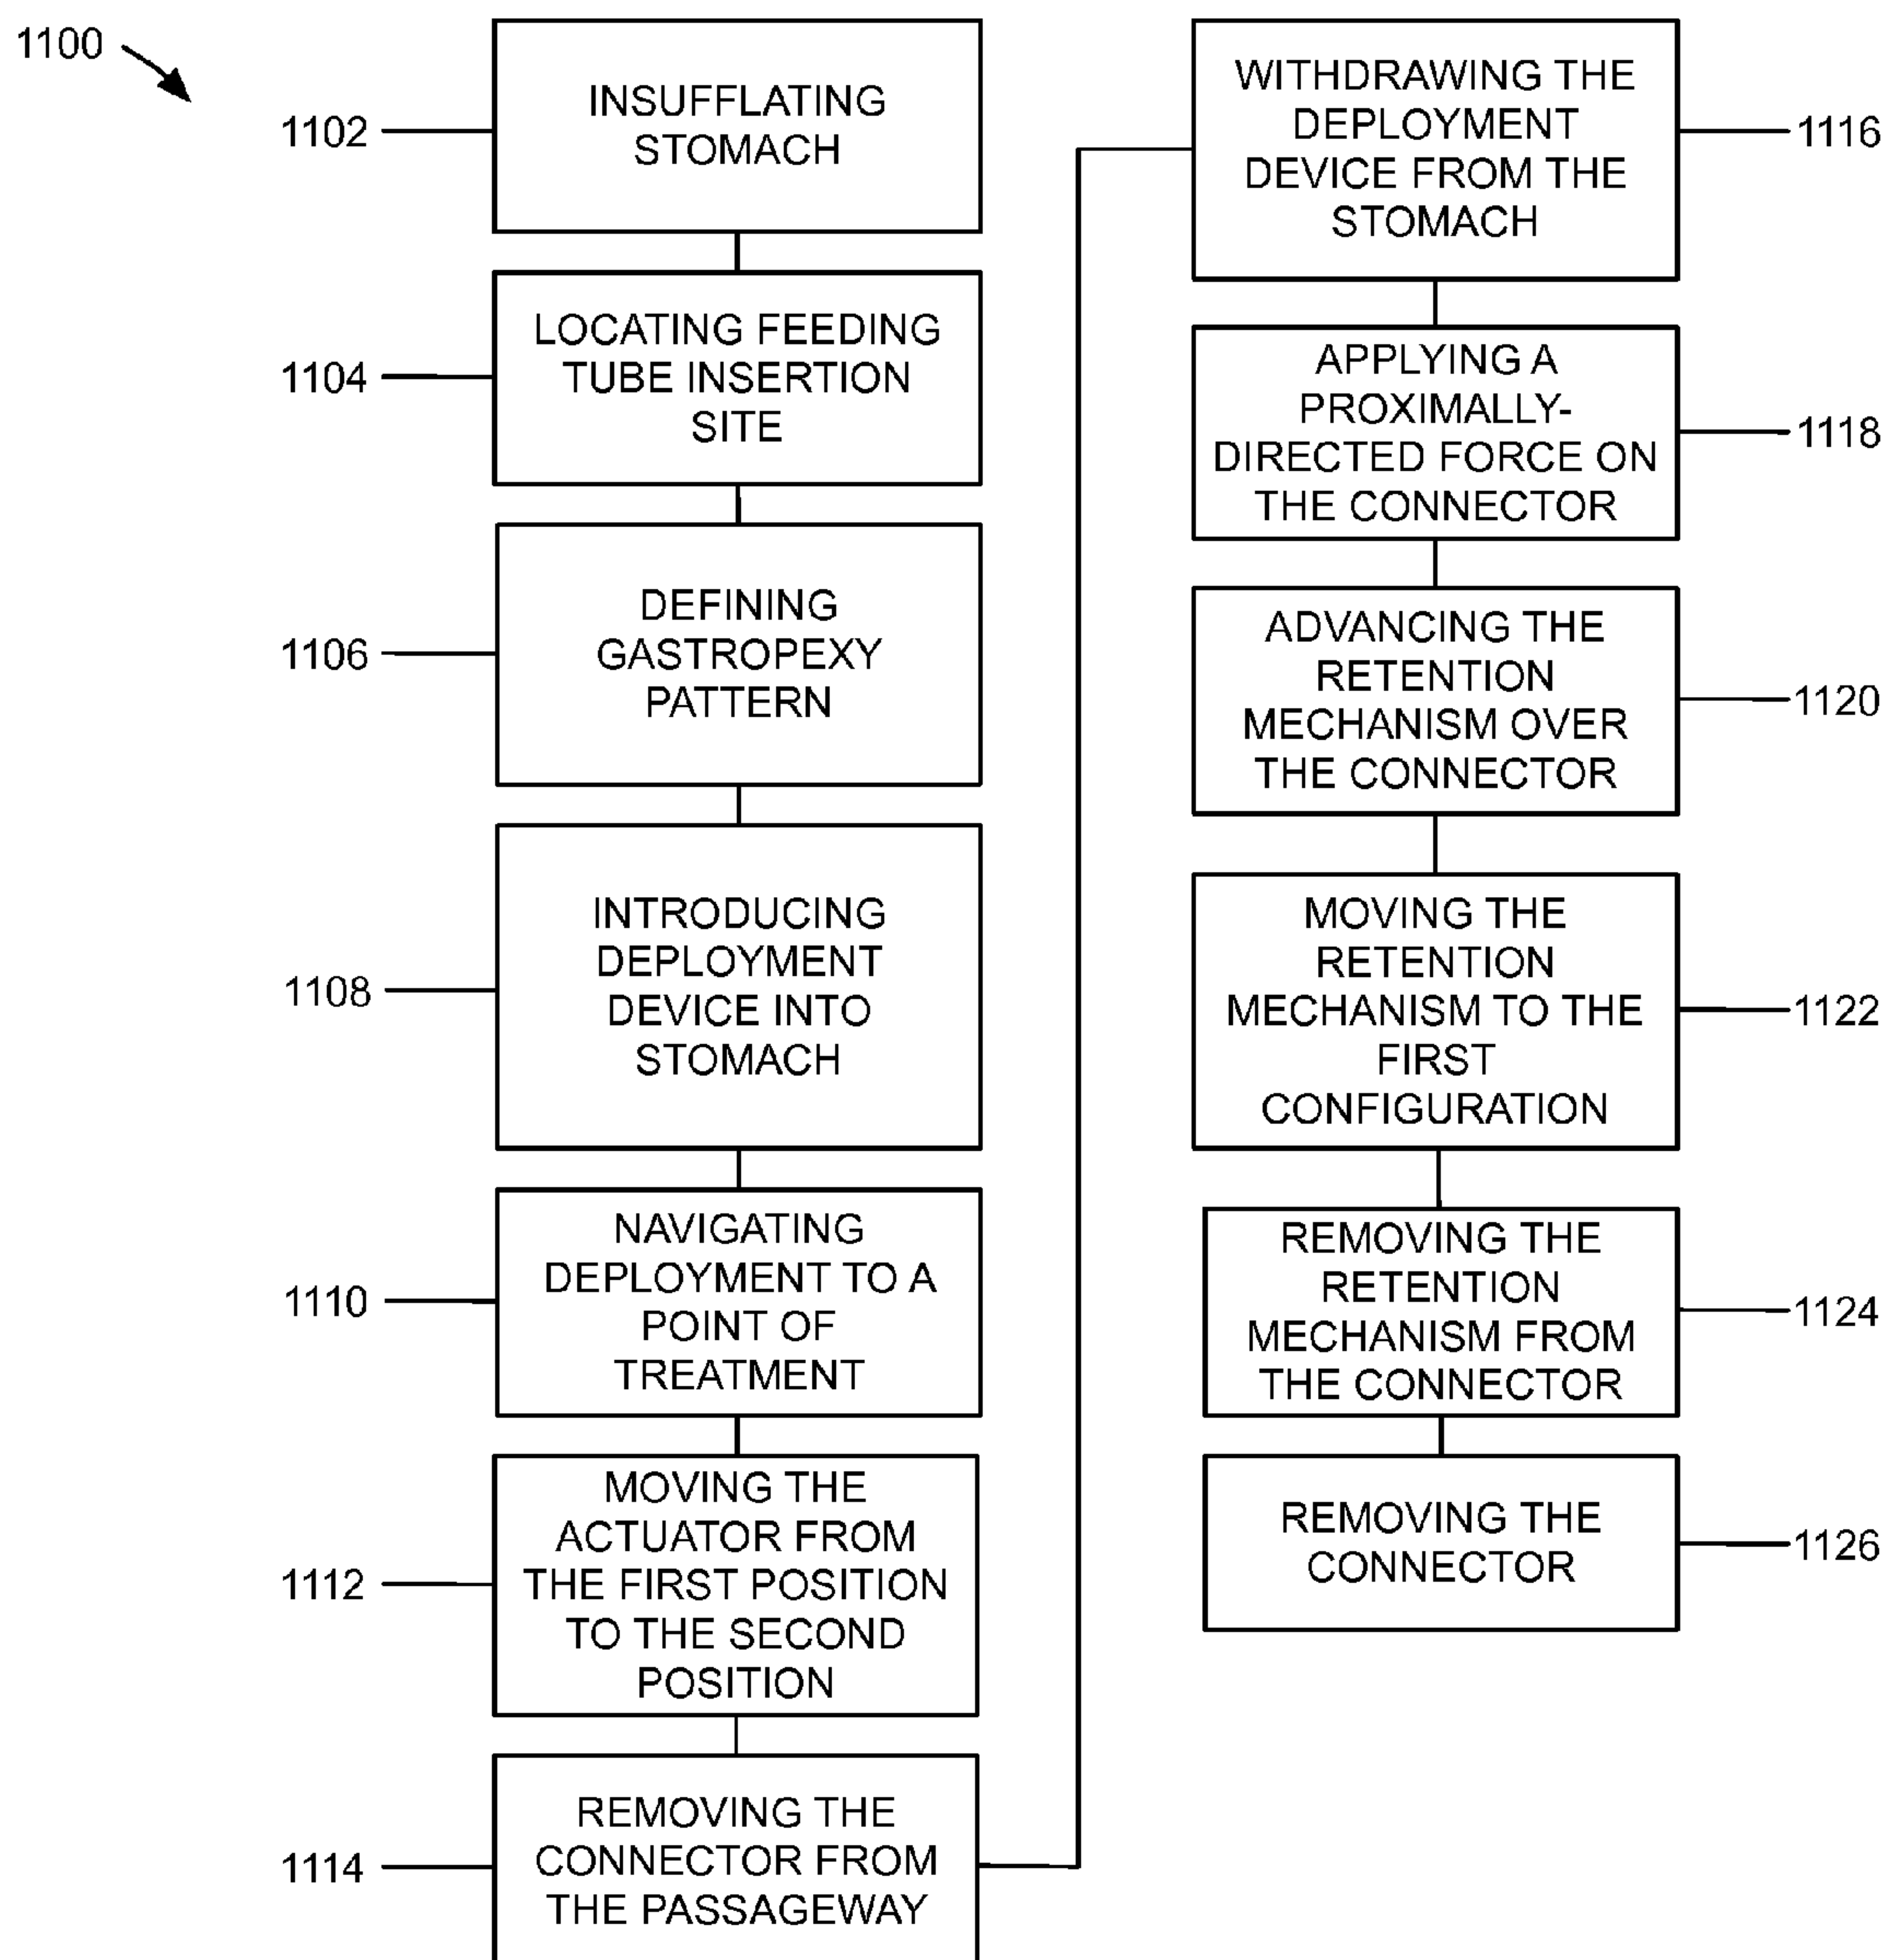 1100
1102
INSUFFLATING
STOMACH
1104
LOCATING FEEDING
TUBE INSERTION
SITE
1106
DEFINING
GASTROPEXY
PATTERN
1108
INTRODUCING
DEPLOYMENT
DEVICE INTO
STOMACH
1110
NAVIGATING
DEPLOYMENT TO A
POINT OF
TREATMENT
1112
MOVING THE
ACTUATOR FROM
THE FIRST POSITION
TO THE SECOND
POSITION
1114
REMOVING THE
CONNECTOR FROM
THE PASSAGEWAY
WITHDRAWING THE
DEPLOYMENT
DEVICE FROM THE
STOMACH
1116
APPLYING A
PROXIMALLY-
DIRECTED FORCE ON
THE CONNECTOR
1118
ADVANCING THE
RETENTION
MECHANISM OVER
THE CONNECTOR
1120
MOVING THE
RETENTION
MECHANISM TO THE
FIRST
CONFIGURATION
1122
REMOVING THE
RETENTION
MECHANISM FROM
THE CONNECTOR
1124
REMOVING THE
CONNECTOR
1126